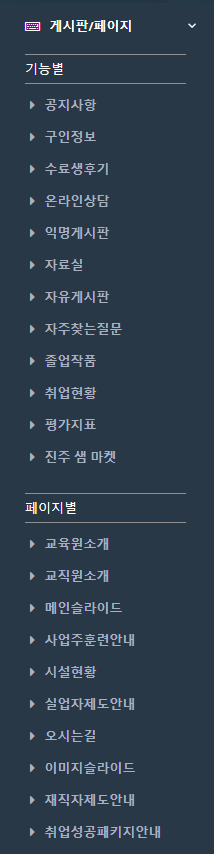 게시판/페이지
기능별
공지사항
구인정보
수료생후기
온라인상담
익명게시판
자료실
자유게시판
자주찾는질문
졸업작품
취업현황
평가지표
진주 샘 마켓
페이지별
교육원소개
교직원소개
메인슬라이드
사업주훈련안내
시설현황
실업자제도안내
오시는길
이미지슬라이드
재직자제도안내
취업성공패키지안내